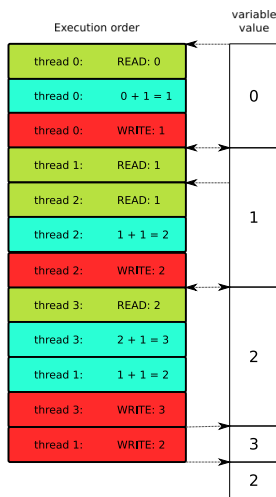 Execution order
variable
value
thread 0: READ: 0
thread 0: 0 + 1 = 1
thread 0: WRITE: 1
0
thread 1: READ: 1
thread 2: READ: 1
thread 2: 1 + 1 = 2
thread 2: WRITE: 2
1
thread 3: READ: 2
thread 3: 2 + 1 = 3
thread 1: 1 + 1 = 2
thread 3: WRITE: 3
2
thread 1: WRITE: 2
3
2